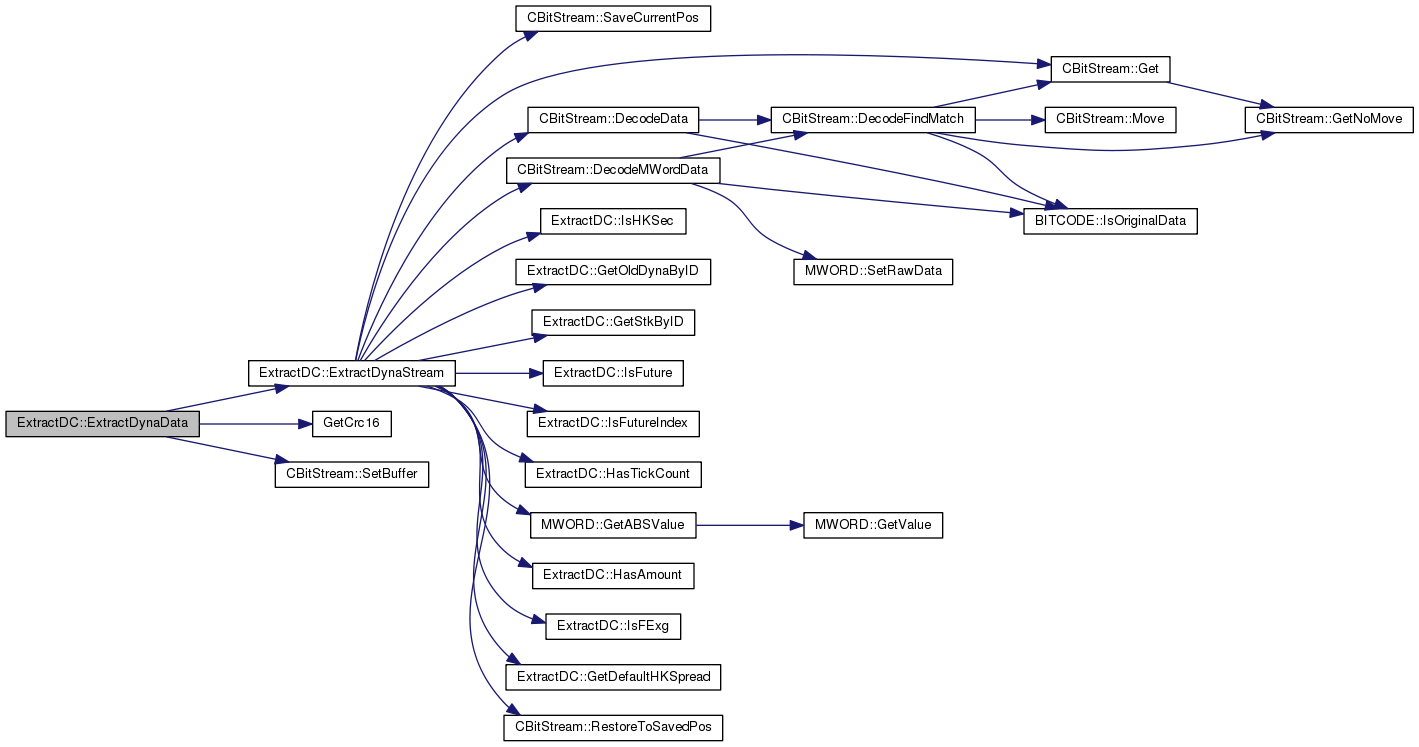 CBitStream::SaveCurrentPos
CBitStream::Get
CBitStream::DecodeData
CBitStream::DecodeFindMatch
CBitStream::Move
CBitStream::GetNoMove
CBitStream::DecodeMWordData
ExtractDC::IsHKSec
BITCODE::IsOriginalData
ExtractDC::GetOldDynaByID
MWORD::SetRawData
ExtractDC::GetStkByID
ExtractDC::ExtractDynaStream
ExtractDC::IsFuture
ExtractDC::ExtractDynaData
GetCrc16
ExtractDC::IsFutureIndex
CBitStream::SetBuffer
ExtractDC::HasTickCount
MWORD::GetABSValue
MWORD::GetValue
ExtractDC::HasAmount
ExtractDC::IsFExg
ExtractDC::GetDefaultHKSpread
CBitStream::RestoreToSavedPos